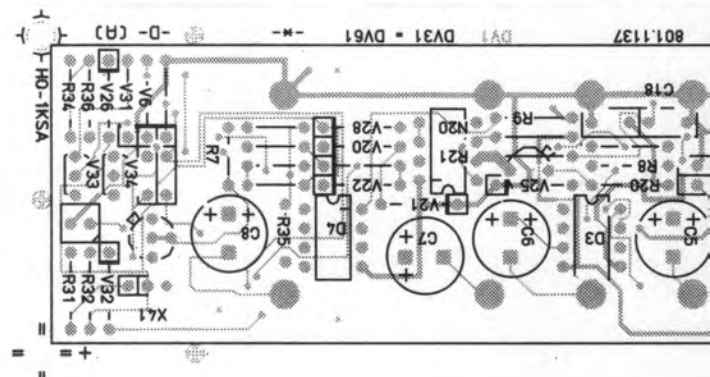 801.1137
DV1
DV31 = DV61
-*-
-D- (A)
HO-1KSA
R34
R36
V26
V31
V6
V33
V34
R31
R32
V32
X41
R7
C8
R35
V28
V20
V22
D4
V21
C7
N20
R21
V25
C6
R9
D3
C18
R8
R20
C5
=
= = +
=